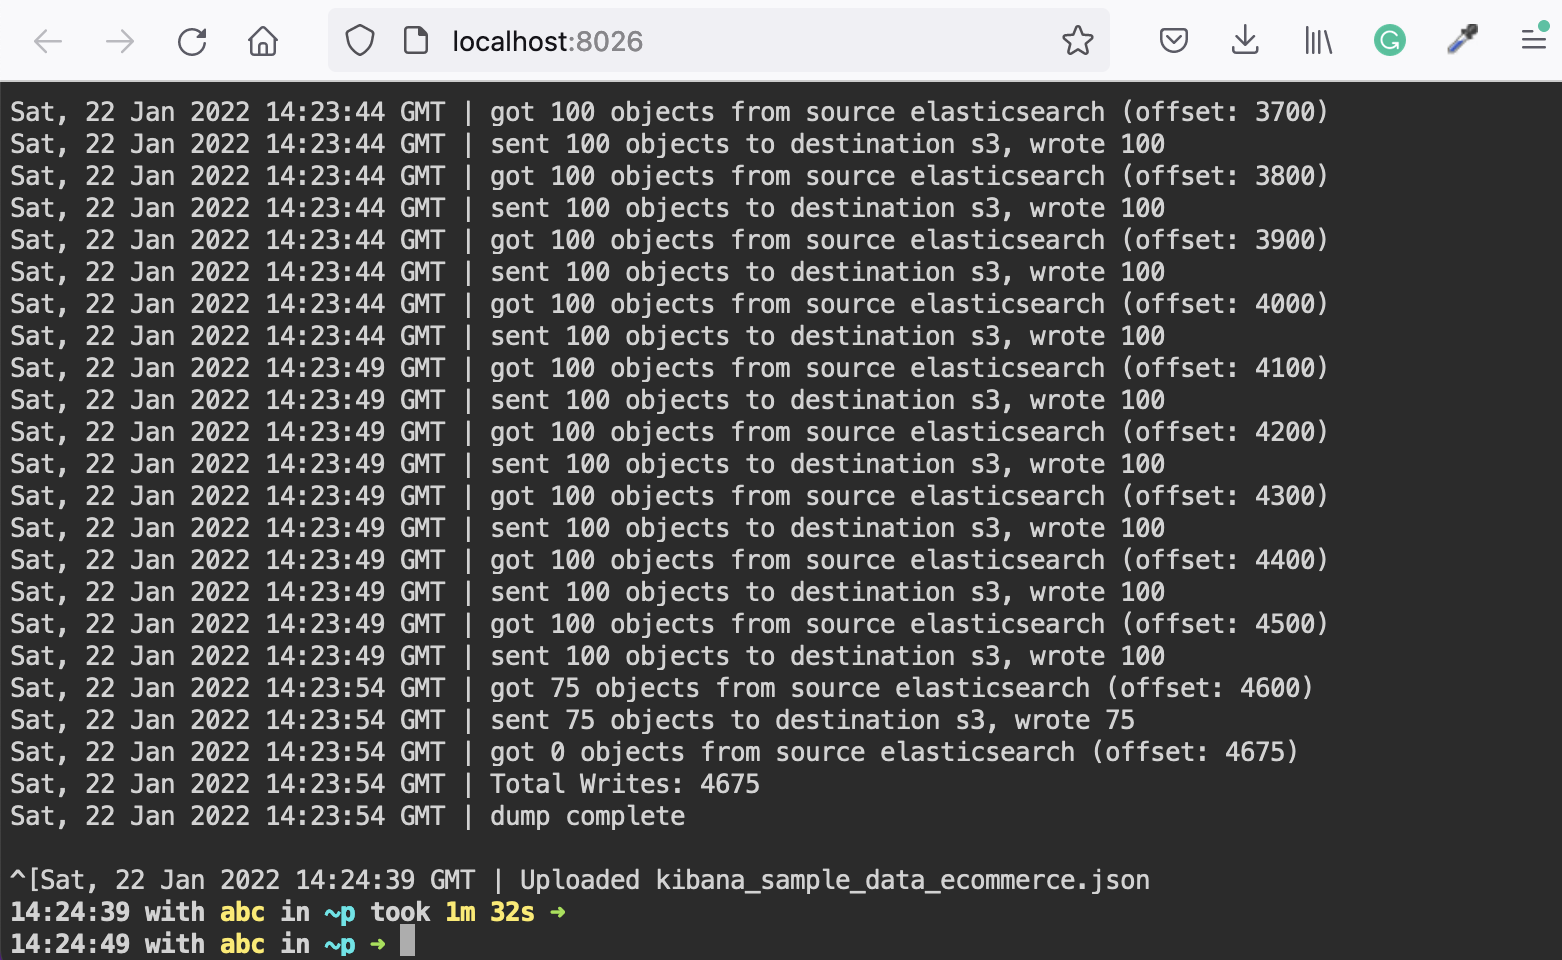 localhost:8026
Sat, 22 Jan 2022 14:23:44 GMT | got 100 objects from source elasticsearch (offset: 3700)
Sat, 22 Jan 2022 14:23:44 GMT | sent 100 objects to destination s3, wrote 100
Sat, 22 Jan 2022 14:23:44 GMT | got 100 objects from source elasticsearch (offset: 3800)
Sat, 22 Jan 2022 14:23:44 GMT | sent 100 objects to destination s3, wrote 100
Sat, 22 Jan 2022 14:23:44 GMT | got 100 objects from source elasticsearch (offset: 3900)
Sat, 22 Jan 2022 14:23:44 GMT | sent 100 objects to destination s3, wrote 100
Sat, 22 Jan 2022 14:23:44 GMT | got 100 objects from source elasticsearch (offset: 4000)
Sat, 22 Jan 2022 14:23:44 GMT | sent 100 objects to destination s3, wrote 100
Sat, 22 Jan 2022 14:23:49 GMT | got 100 objects from source elasticsearch (offset: 4100)
Sat, 22 Jan 2022 14:23:49 GMT | sent 100 objects to destination s3, wrote 100
Sat, 22 Jan 2022 14:23:49 GMT | got 100 objects from source elasticsearch (offset: 4200)
Sat, 22 Jan 2022 14:23:49 GMT | sent 100 objects to destination s3, wrote 100
Sat, 22 Jan 2022 14:23:49 GMT | got 100 objects from source elasticsearch (offset: 4300)
Sat, 22 Jan 2022 14:23:49 GMT | sent 100 objects to destination s3, wrote 100
Sat, 22 Jan 2022 14:23:49 GMT | got 100 objects from source elasticsearch (offset: 4400)
Sat, 22 Jan 2022 14:23:49 GMT | sent 100 objects to destination s3, wrote 100
Sat, 22 Jan 2022 14:23:49 GMT | got 100 objects from source elasticsearch (offset: 4500)
Sat, 22 Jan 2022 14:23:49 GMT | sent 100 objects to destination s3, wrote 100
Sat, 22 Jan 2022 14:23:54 GMT | got 75 objects from source elasticsearch (offset: 4600)
Sat, 22 Jan 2022 14:23:54 GMT | sent 75 objects to destination s3, wrote 75
Sat, 22 Jan 2022 14:23:54 GMT | got 0 objects from source elasticsearch (offset: 4675)
Sat, 22 Jan 2022 14:23:54 GMT | Total Writes: 4675
Sat, 22 Jan 2022 14:23:54 GMT | dump complete
^[Sat, 22 Jan 2022 14:24:39 GMT | Uploaded kibana_sample_data_ecommerce.json
14:24:39 with abc in ~p took 1m 32s ➜
14:24:49 with abc in ~p ➜